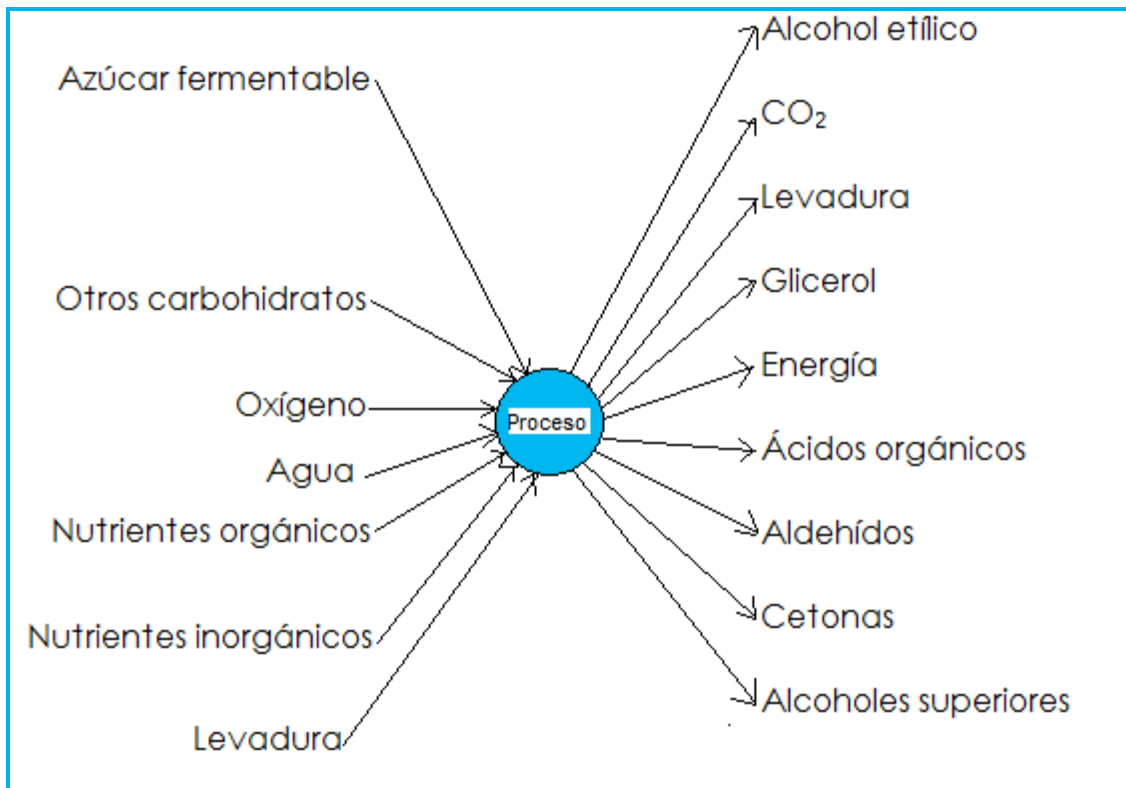 Azúcar fermentable
Otros carbohidratos
Oxígeno
Agua
Nutrientes orgánicos
Nutrientes inorgánicos
Levadura
Proceso
Alcohol etílico
CO₂
Levadura
Glicerol
Energía
Ácidos orgánicos
Aldehídos
Cetonas
Alcoholes superiores